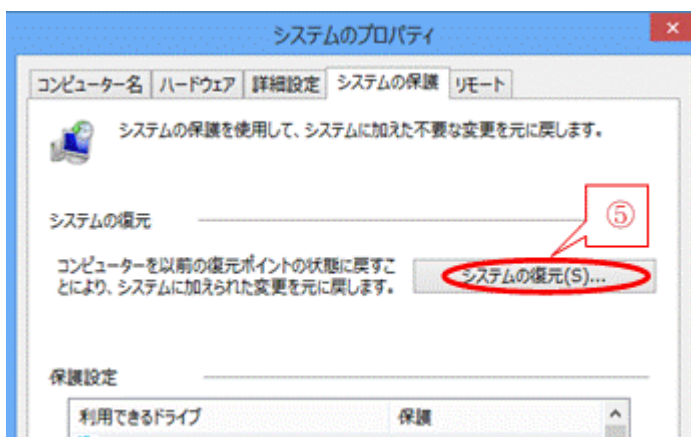 システムのプロパティ
コンピューター名 ハードウェア 詳細設定 システムの保護 リモート
システムの保護を使用して、システムに加えた不要な変更を元に戻します。
⑤
システムの復元
コンピューターを以前の復元ポイントの状態に戻すこ
とにより、システムに加えられた変更を元に戻します。
システムの復元(S)...
保護設定
利用できるドライブ 保護